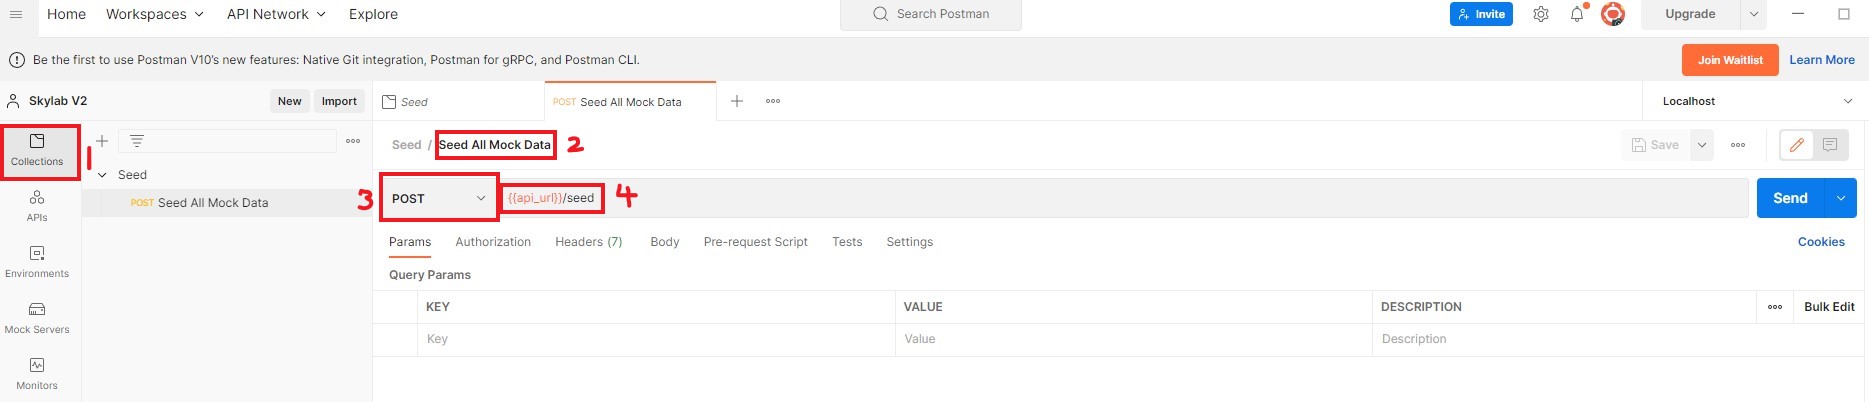 Home Workspaces API Network Explore Search Postman Invite Upgrade
Be the first to use Postman V10's new features: Native Git integration, Postman for gRPC, and Postman CLI. Join Waitlist Learn More
Skylab V2 New Import Seed POST Seed All Mock Data Localhost
Collections 1 Seed / Seed All Mock Data 2 Save
Seed
POST Seed All Mock Data 3 POST {{api_url}}/seed 4 Send
APIs
Params Authorization Headers (7) Body Pre-request Script Tests Settings Cookies
Environments Query Params
KEY VALUE DESCRIPTION Bulk Edit
Mock Servers Key Value Description
Monitors